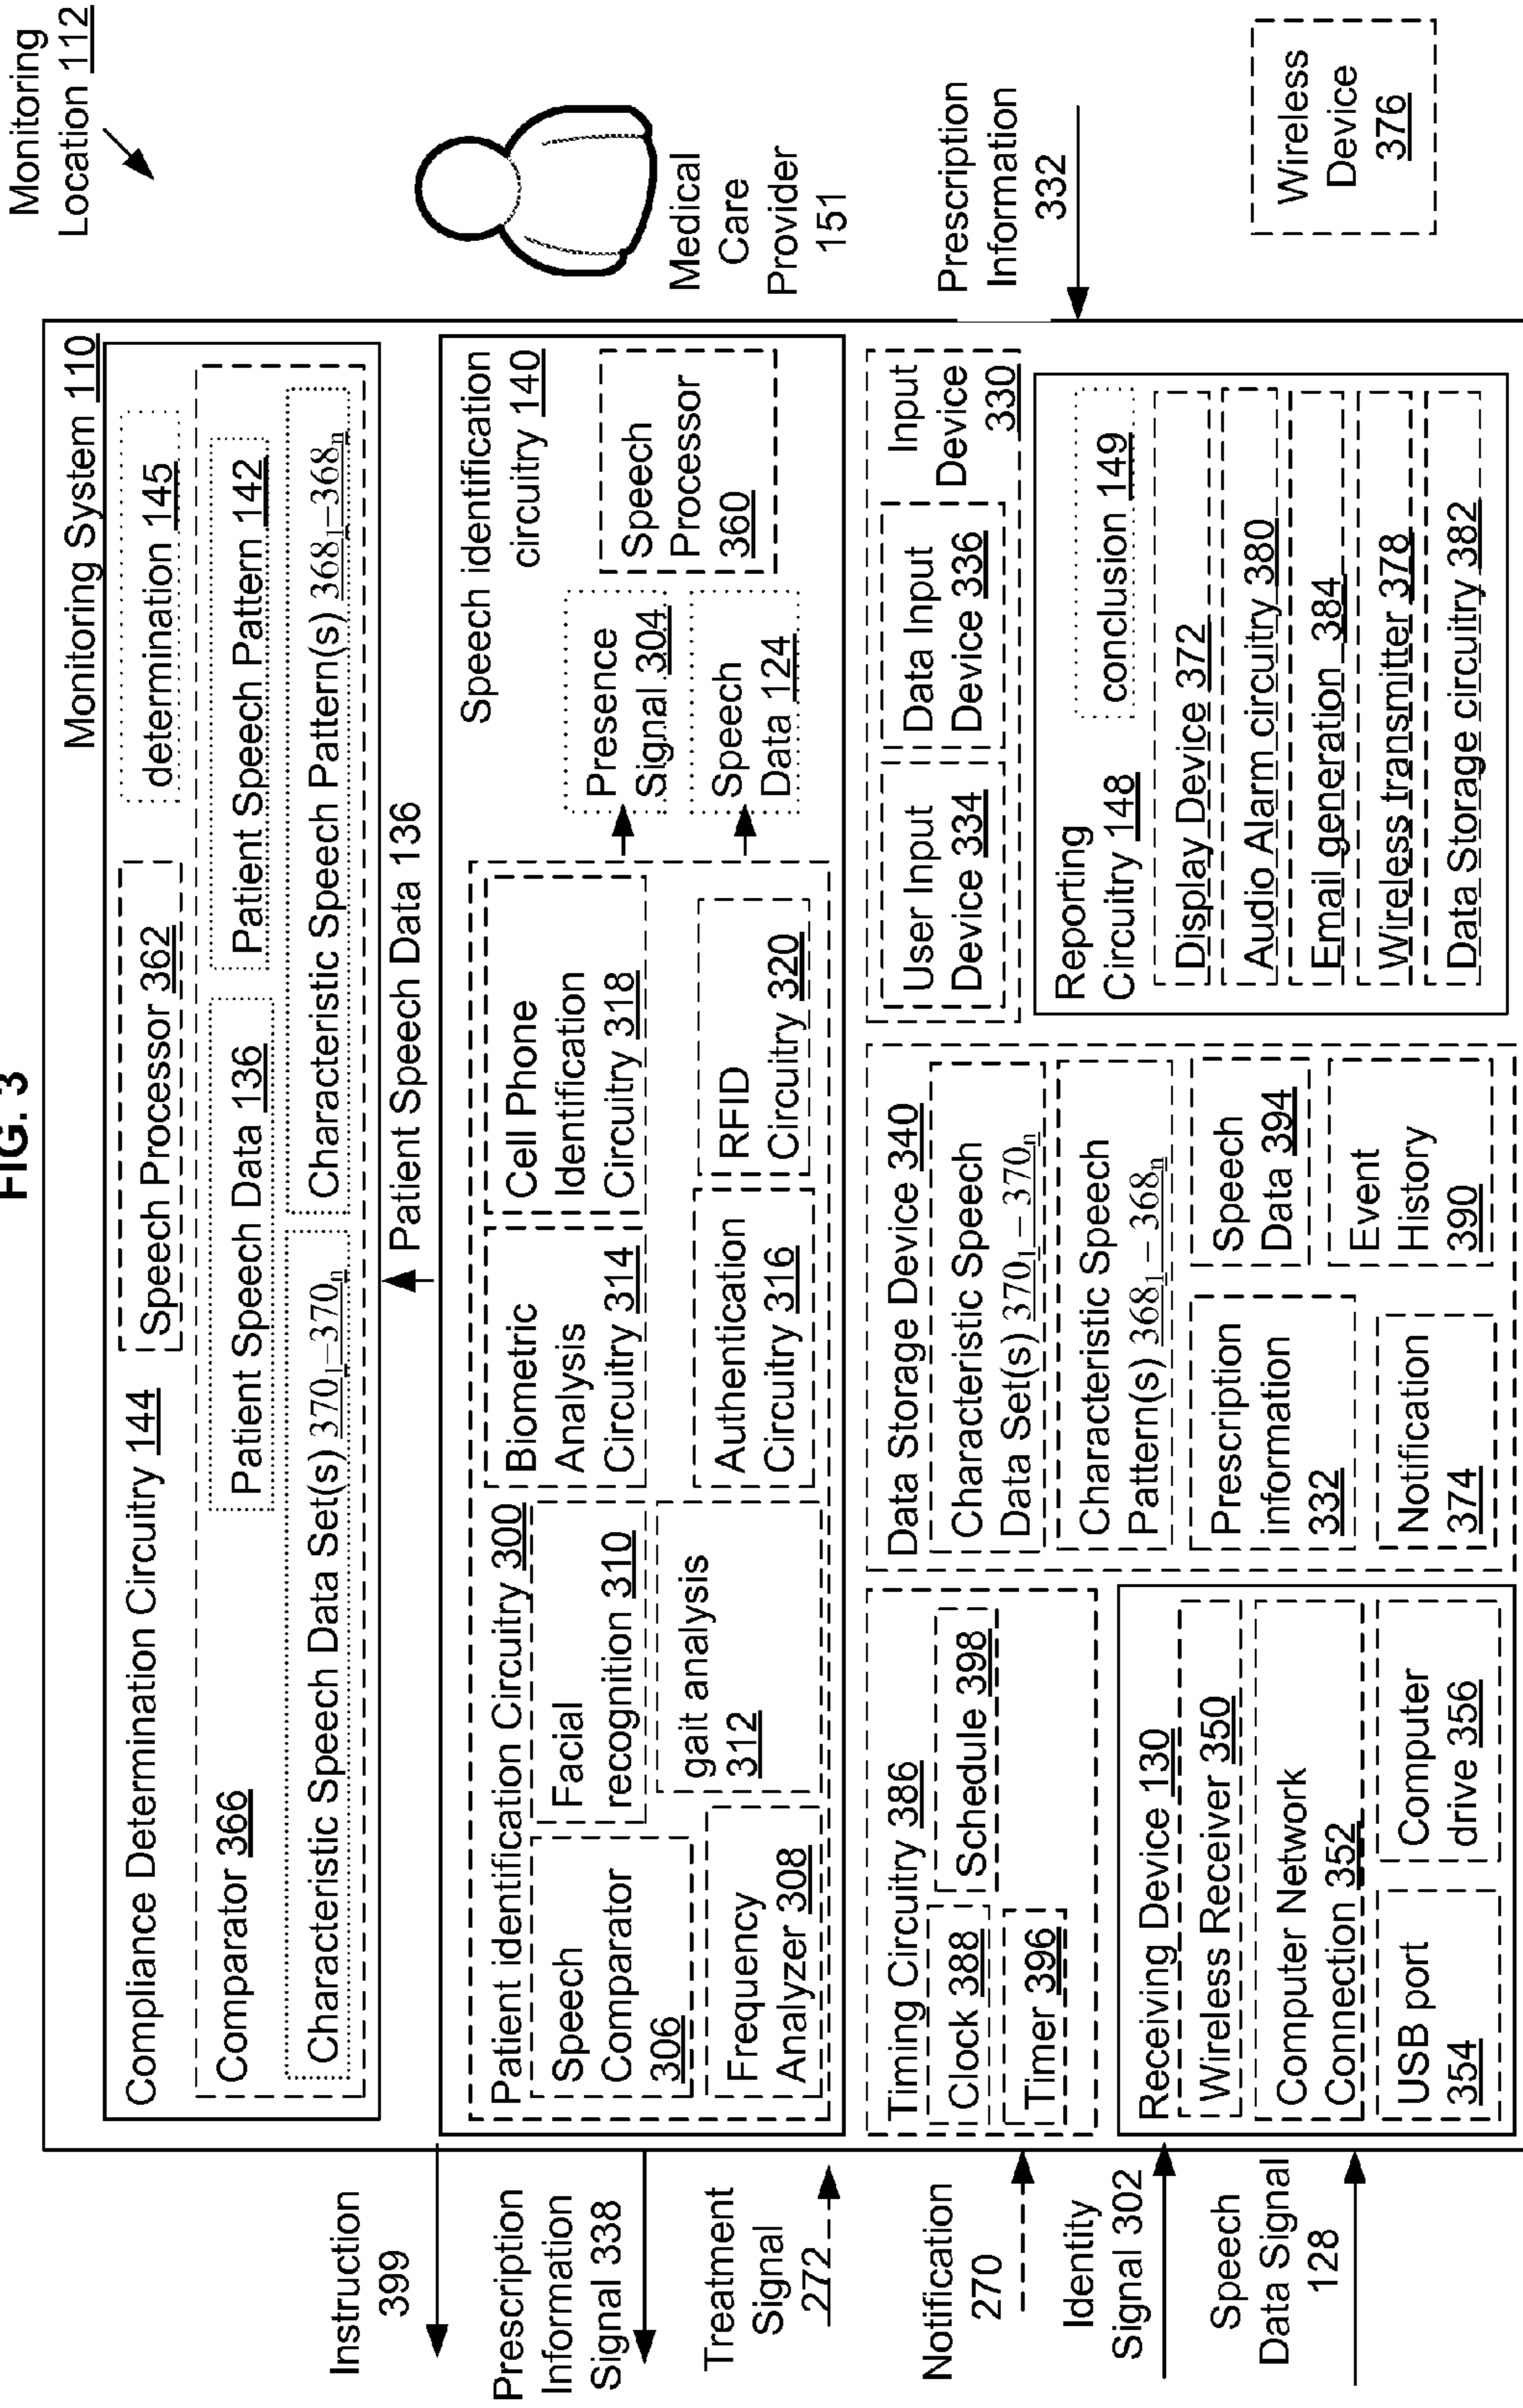 FIG. 3
Monitoring
Location 112
Monitoring System 110
Compliance Determination Circuitry 144
Speech Processor 362
determination 145
Comparator 366
Patient Speech Data 136
Patient Speech Pattern 142
Characteristic Speech Data Set(s) 370₁–370ₙ
Characteristic Speech Pattern(s) 368₁–368ₙ
Patient Speech Data 136
Speech identification
circuitry 140
Patient identification Circuitry 300
Speech
Comparator
306
Facial
recognition 310
Biometric
Analysis
Circuitry 314
Cell Phone
Identification
Circuitry 318
Frequency
Analyzer 308
gait analysis
312
Authentication
Circuitry 316
RFID
Circuitry 320
Presence
Signal 304
Speech
Data 124
Speech
Processor
360
Medical
Care
Provider
151
Timing Circuitry 386
Clock 388
Schedule 398
Timer 396
Receiving Device 130
Wireless Receiver 350
Computer Network
Connection 352
USB port
354
Computer
drive 356
Data Storage Device 340
Characteristic Speech
Data Set(s) 370₁–370ₙ
Characteristic Speech
Pattern(s) 368₁–368ₙ
Prescription
information
332
Speech
Data 394
Notification
374
Event
History
390
Input
Device
330
User Input
Device 334
Data Input
Device 336
Reporting
Circuitry 148
conclusion 149
Display Device 372
Audio Alarm circuitry 380
Email generation 384
Wireless transmitter 378
Data Storage circuitry 382
Prescription
Information
332
Wireless
Device
376
Instruction
399
Prescription
Information
Signal 338
Treatment
Signal
272
Notification
270
Identity
Signal 302
Speech
Data Signal
128